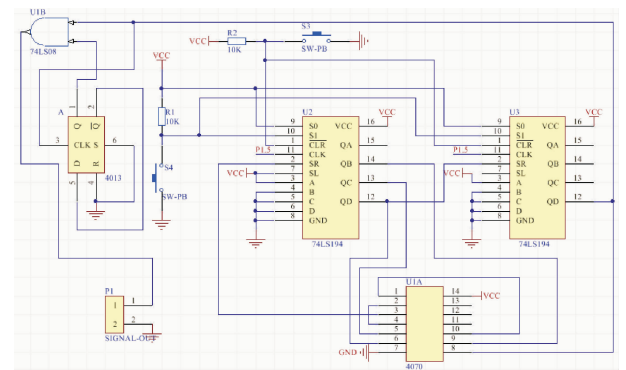 U1B
74LS08
A
1
2
Q
Q
3
CLK S
6
D
R
5
4
4013
VCC
R1
10K
S4
SW-PB
VCC
R2
10K
S3
SW-PB
U2
9
S0
VCC
16
VCC
10
S1
1
CLR
QA
15
P1.5
11
CLK
2
SR
QB
14
VCC
7
SL
3
A
QC
13
4
B
5
C
QD
12
6
D
8
GND
74LS194
U3
9
S0
VCC
16
VCC
10
S1
1
CLR
QA
15
P1.5
11
CLK
2
SR
QB
14
VCC
7
SL
3
A
QC
13
4
B
5
C
QD
12
6
D
8
GND
74LS194
P1
1
1
2
2
SIGNAL-OUT
U1A
1
14
VCC
2
13
3
12
4
11
5
10
6
9
GND
7
8
4070